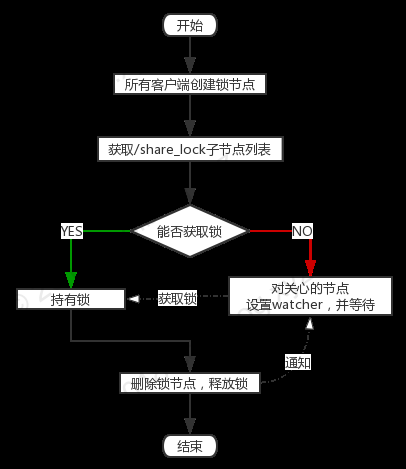 开始
所有客户端创建锁节点
获取/share_lock子节点列表
能否获取锁
YES
NO
持有锁
获取锁
对关心的节点
设置watcher，并等待
通知
删除锁节点，释放锁
结束